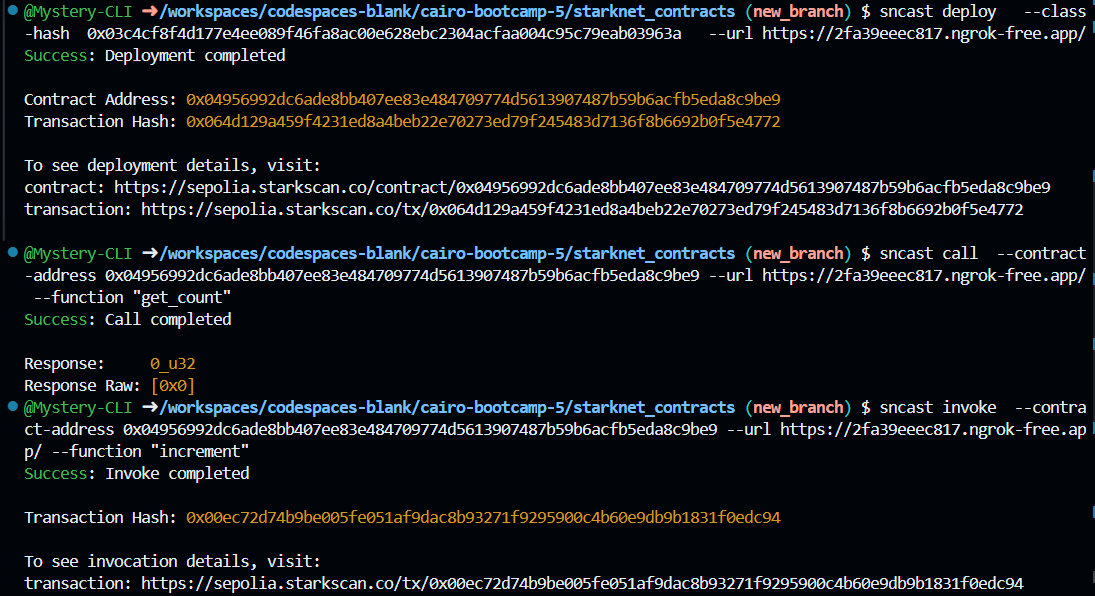 @Mystery-CLI ➜/workspaces/codespaces-blank/cairo-bootcamp-5/starknet_contracts (new_branch) $ sncast deploy   --class
-hash  0x03c4cf8f4d177e4ee089f46fa8ac00e628ebc2304acfaa004c95c79eab03963a   --url https://2fa39eeec817.ngrok-free.app/
Success: Deployment completed
Contract Address: 0x04956992dc6ade8bb407ee83e484709774d5613907487b59b6acfb5eda8c9be9
Transaction Hash: 0x064d129a459f4231ed8a4beb22e70273ed79f245483d7136f8b6692b0f5e4772
To see deployment details, visit:
contract: https://sepolia.starkscan.co/contract/0x04956992dc6ade8bb407ee83e484709774d5613907487b59b6acfb5eda8c9be9
transaction: https://sepolia.starkscan.co/tx/0x064d129a459f4231ed8a4beb22e70273ed79f245483d7136f8b6692b0f5e4772
@Mystery-CLI ➜/workspaces/codespaces-blank/cairo-bootcamp-5/starknet_contracts (new_branch) $ sncast call  --contract
-address 0x04956992dc6ade8bb407ee83e484709774d5613907487b59b6acfb5eda8c9be9 --url https://2fa39eeec817.ngrok-free.app/
 --function "get_count"
Success: Call completed
Response:     0_u32
Response Raw: [0x0]
@Mystery-CLI ➜/workspaces/codespaces-blank/cairo-bootcamp-5/starknet_contracts (new_branch) $ sncast invoke  --contra
ct-address 0x04956992dc6ade8bb407ee83e484709774d5613907487b59b6acfb5eda8c9be9 --url https://2fa39eeec817.ngrok-free.ap
p/ --function "increment"
Success: Invoke completed
Transaction Hash: 0x00ec72d74b9be005fe051af9dac8b93271f9295900c4b60e9db9b1831f0edc94
To see invocation details, visit:
transaction: https://sepolia.starkscan.co/tx/0x00ec72d74b9be005fe051af9dac8b93271f9295900c4b60e9db9b1831f0edc94